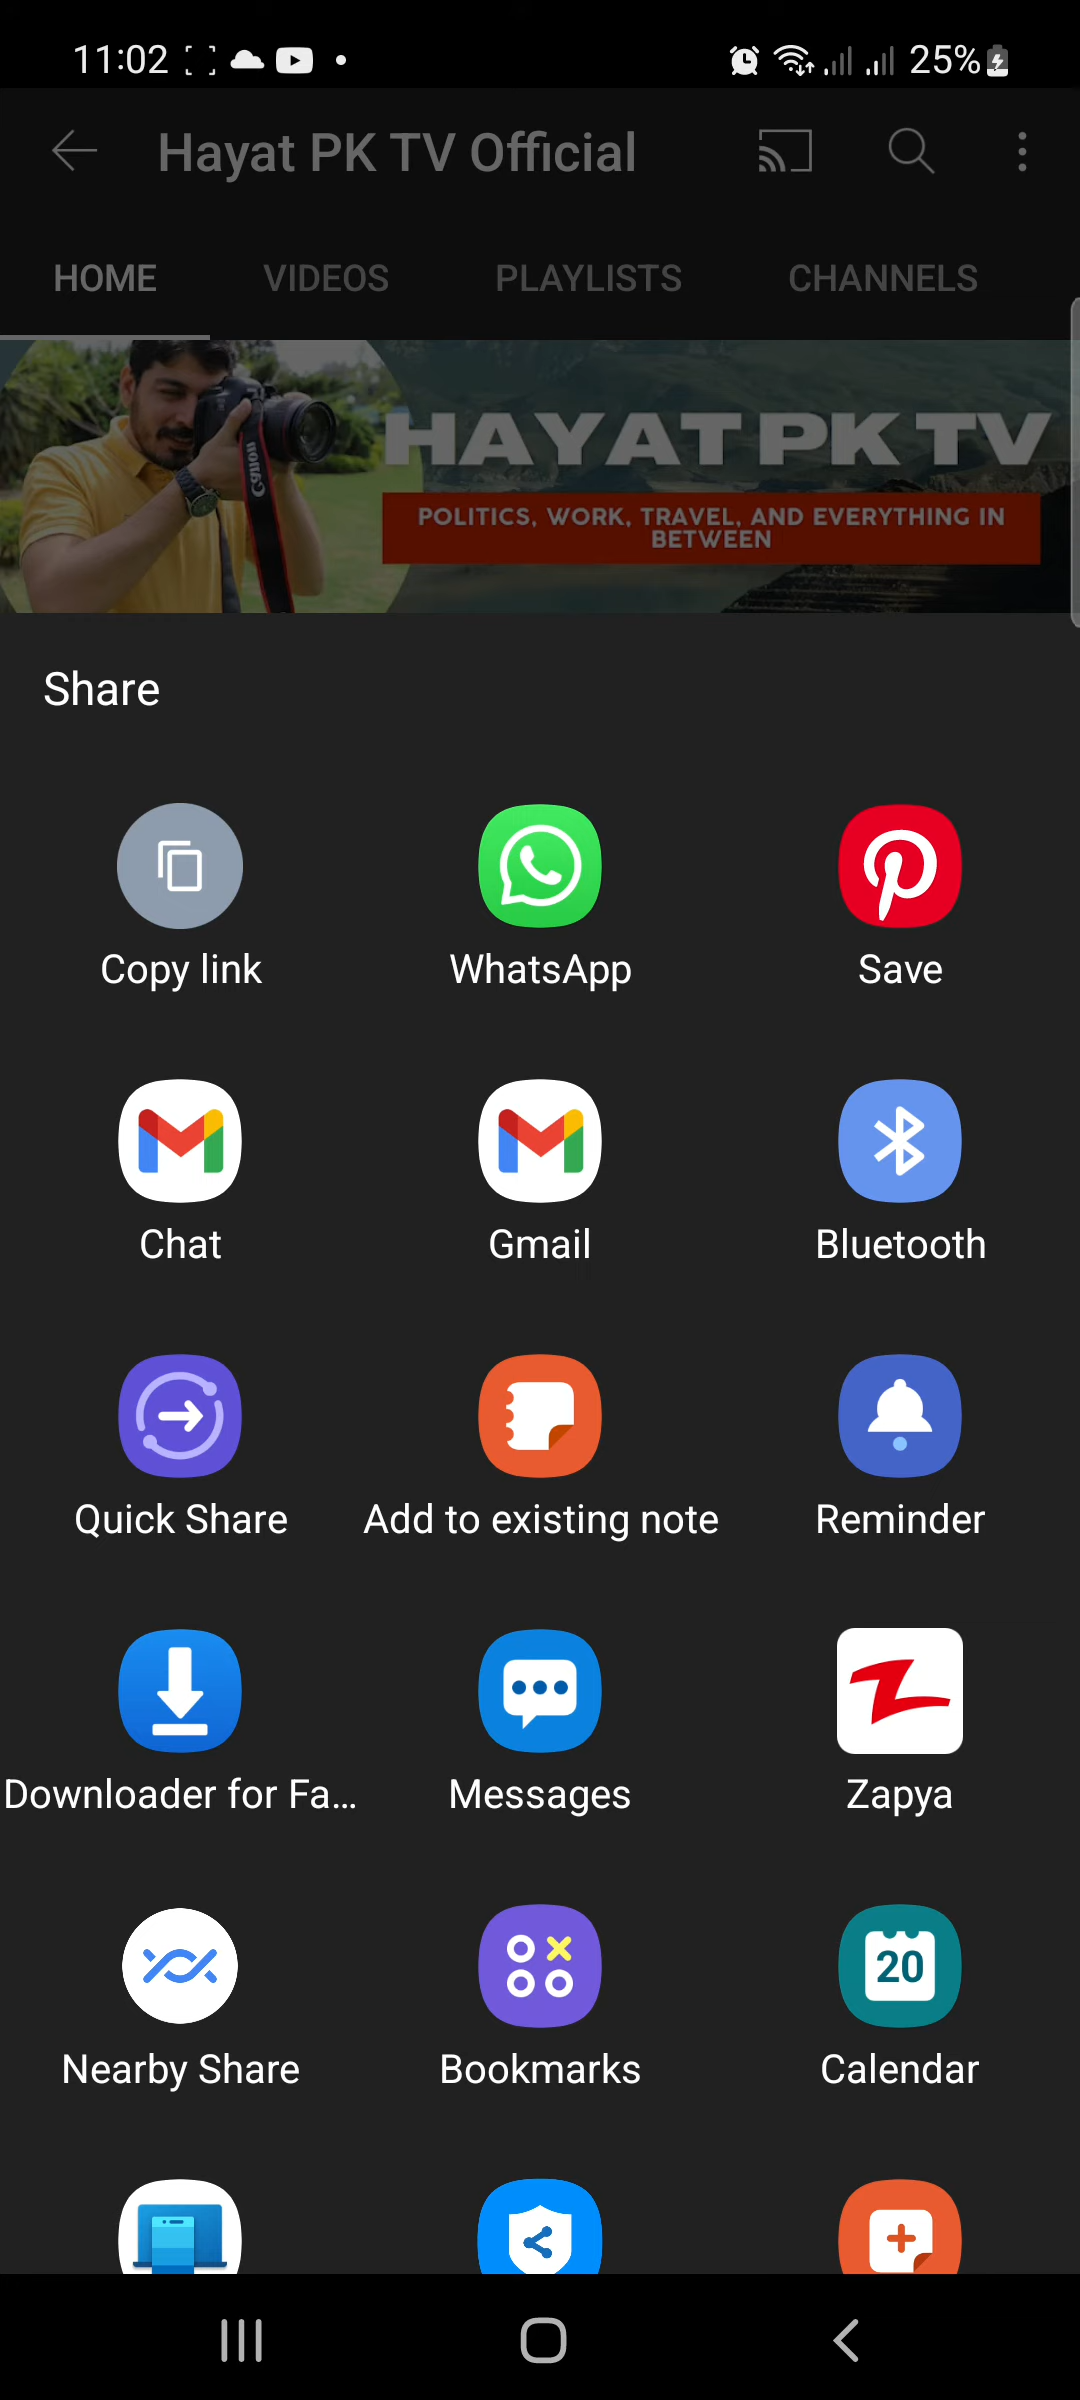 11:02
25%
Hayat PK TV Official
HOME VIDEOS PLAYLISTS CHANNELS
Canon
HAYAT PK TV
POLITICS, WORK, TRAVEL, AND EVERYTHING IN
BETWEEN
Share
Copy link WhatsApp Save
Chat Gmail Bluetooth
Quick Share Add to existing note Reminder
Downloader for Fa... Messages Zapya
20
Nearby Share Bookmarks Calendar